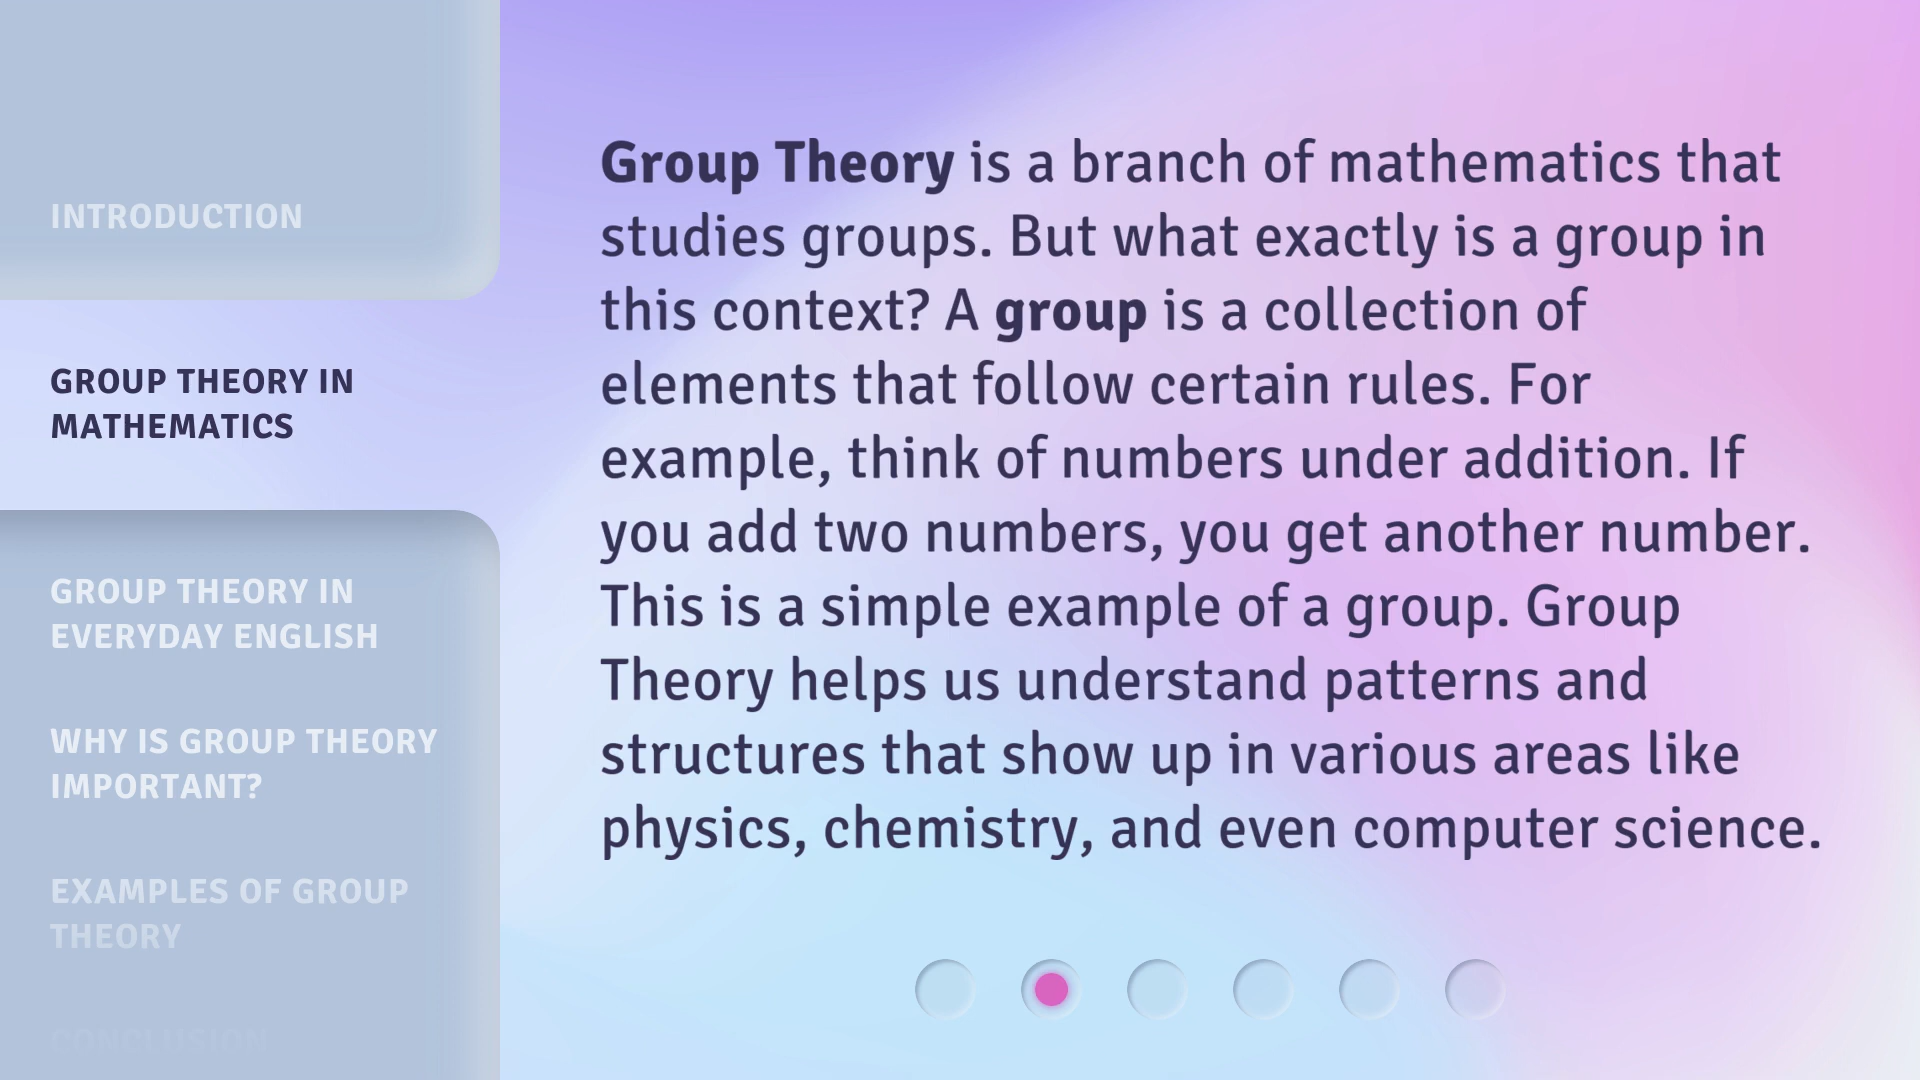 INTRODUCTION
GROUP THEORY IN
MATHEMATICS
GROUP THEORY IN
EVERYDAY ENGLISH
WHY IS GROUP THEORY
IMPORTANT?
EXAMPLES OF GROUP
THEORY
CONCLUSION
Group Theory is a branch of mathematics that
studies groups. But what exactly is a group in
this context? A group is a collection of
elements that follow certain rules. For
example, think of numbers under addition. If
you add two numbers, you get another number.
This is a simple example of a group. Group
Theory helps us understand patterns and
structures that show up in various areas like
physics, chemistry, and even computer science.